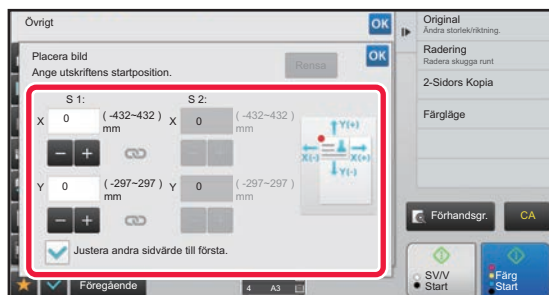 Övrigt
OK
Placera bild
Ange utskriftens startposition.
Rensa
OK
S 1:
S 2:
X 0 (-432~432) mm X 0 (-432~432) mm
Y(+)
X(-) X(+)
Y(-)
− + − +
Y 0 (-297~297) mm Y 0 (-297~297) mm
− + − +
Justera andra sidvärde till första.
Föregående
4 A3
Original
Ändra storlek/riktning.
Radering
Radera skugga runt
2-Sidors Kopia
Färgläge
Förhandsgr.
CA
SV/V
Start
Färg
Start